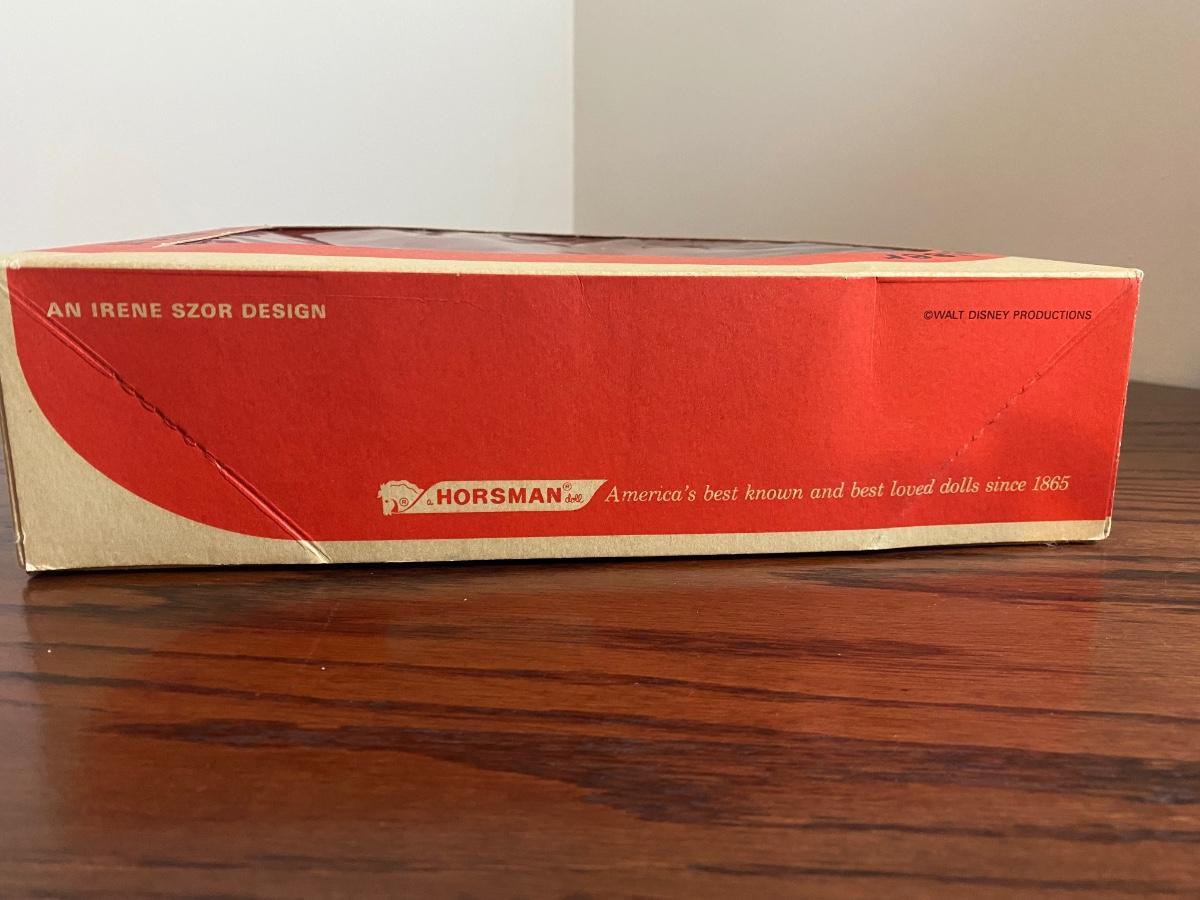 AN IRENE SZOR DESIGN
©WALT DISNEY PRODUCTIONS
® a HORSMAN® doll America's best known and best loved dolls since 1865